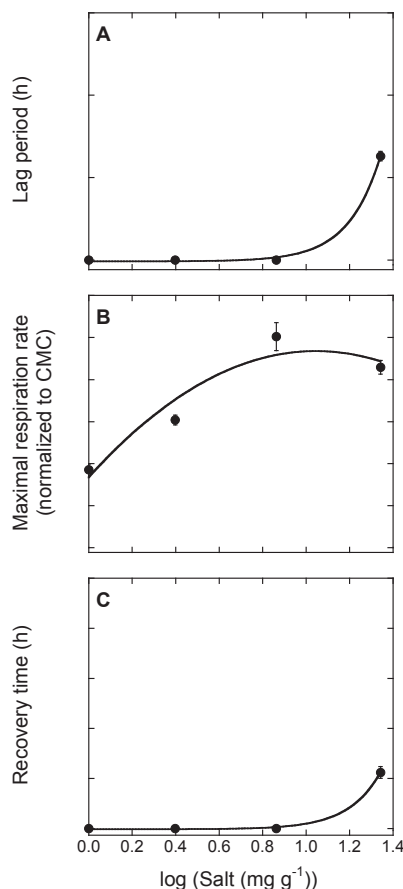 A
Lag period (h)
B
Maximal respiration rate
(normalized to CMC)
C
Recovery time (h)
0.0 0.2 0.4 0.6 0.8 1.0 1.2 1.4
log (Salt (mg g⁻¹))